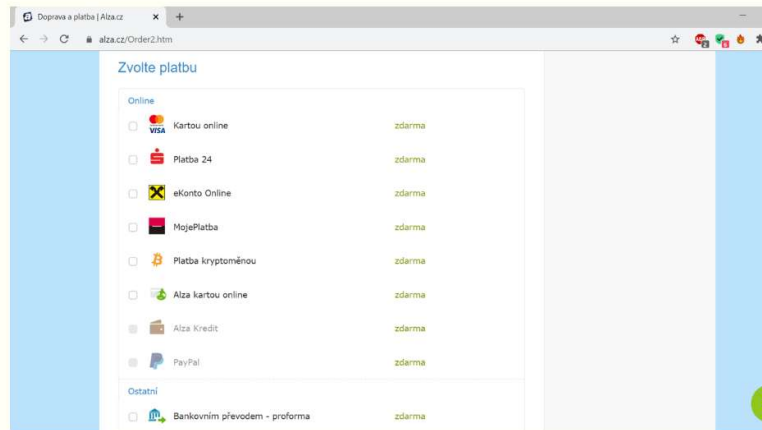 Doprava a platba | Alza.cz
alza.cz/Order2.htm
Zvolte platbu
Online
VISA Kartou online zdarma
Platba 24 zdarma
eKonto Online zdarma
MojePlatba zdarma
Platba kryptoměnou zdarma
Alza kartou online zdarma
Alza Kredit zdarma
PayPal zdarma
Ostatní
Bankovním převodem - proforma zdarma